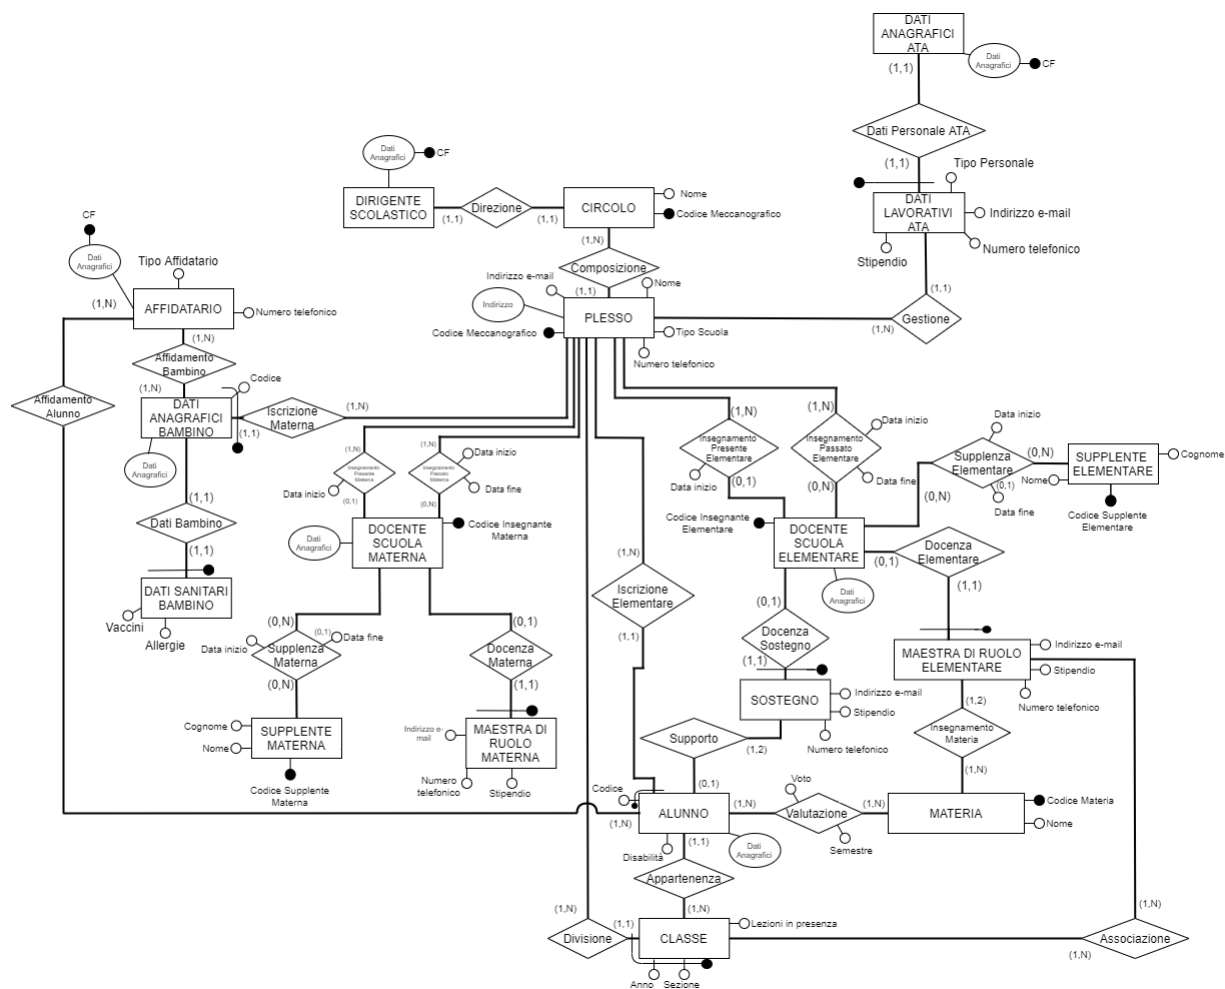 DATI
ANAGRAFICI
ATA
Dati
Anagrafici
CF
(1,1)
Dati Personale ATA
(1,1)
Tipo Personale
DATI
LAVORATIVI
ATA
Indirizzo e-mail
Numero telefonico
Stipendio
(1,1)
Gestione
(1,N)
Dati
Anagrafici
CF
DIRIGENTE
SCOLASTICO
(1,1)
Direzione
(1,1)
CIRCOLO
Nome
Codice Meccanografico
(1,N)
Composizione
(1,1)
Indirizzo e-mail
Nome
Indirizzo
PLESSO
Codice Meccanografico
Tipo Scuola
Numero telefonico
CF
Dati
Anagrafici
Tipo Affidatario
(1,N)
AFFIDATARIO
Numero telefonico
(1,N)
Affidamento
Bambino
(1,N)
Codice
Affidamento
Alunno
DATI
ANAGRAFICI
BAMBINO
(1,1)
Iscrizione
Materna
(1,N)
Dati
Anagrafici
(1,1)
Dati Bambino
(1,1)
DATI SANITARI
BAMBINO
Vaccini
Allergie
(1,N)
Insegnamento
Presente
Materna
Data inizio
(0,1)
(1,N)
Insegnamento
Passato
Materna
Data inizio
Data fine
(0,N)
Dati
Anagrafici
DOCENTE
SCUOLA
MATERNA
Codice Insegnante
Materna
(0,N)
(0,1)
Data fine
Data inizio
Supplenza
Materna
(0,N)
Cognome
Nome
SUPPLENTE
MATERNA
Codice Supplente
Materna
(0,1)
Docenza
Materna
(1,1)
Indirizzo e-
mail
MAESTRA DI
RUOLO
MATERNA
Numero
telefonico
Stipendio
(1,N)
Iscrizione
Elementare
(1,1)
(1,N)
Insegnamento
Presente
Elementare
Data inizio
(0,1)
(1,N)
Insegnamento
Passato Elementare
Data inizio
Data fine
(0,N)
Codice Insegnante
Elementare
DOCENTE
SCUOLA
ELEMENTARE
Dati
Anagrafici
Data inizio
Supplenza
Elementare
(0,N)
(0,N)
(0,1)
Data fine
SUPPLENTE
ELEMENTARE
Cognome
Nome
Codice Supplente
Elementare
(0,1)
Docenza
Elementare
(1,1)
MAESTRA DI RUOLO
ELEMENTARE
Indirizzo e-mail
Stipendio
Numero telefonico
(0,1)
Docenza
Sostegno
(1,1)
SOSTEGNO
Indirizzo e-mail
Stipendio
Numero telefonico
(1,2)
Insegnamento
Materia
(1,N)
Supporto
(1,2)
(0,1)
Codice
(1,N)
ALUNNO
(1,N)
Voto
Valutazione
Semestre
(1,N)
MATERIA
Codice Materia
Nome
Disabilità
Dati
Anagrafici
(1,1)
Appartenenza
(1,N)
(1,N)
Divisione
(1,1)
CLASSE
Lezioni in presenza
Anno
Sezione
(1,N)
Associazione
(1,N)